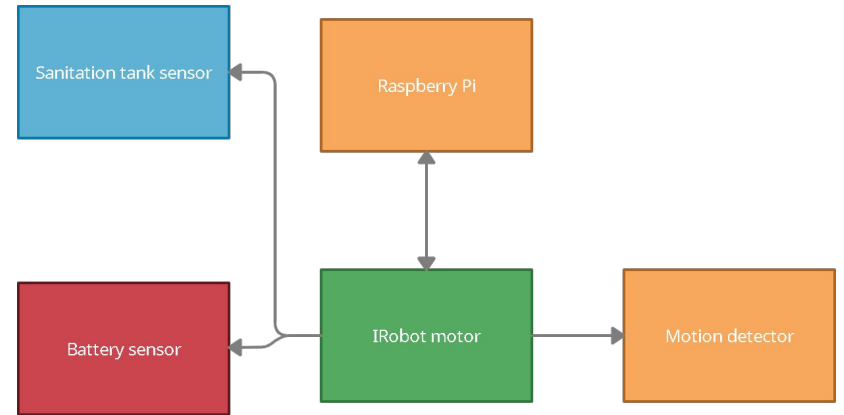 Sanitation tank sensor
Raspberry Pi
Battery sensor
IRobot motor
Motion detector